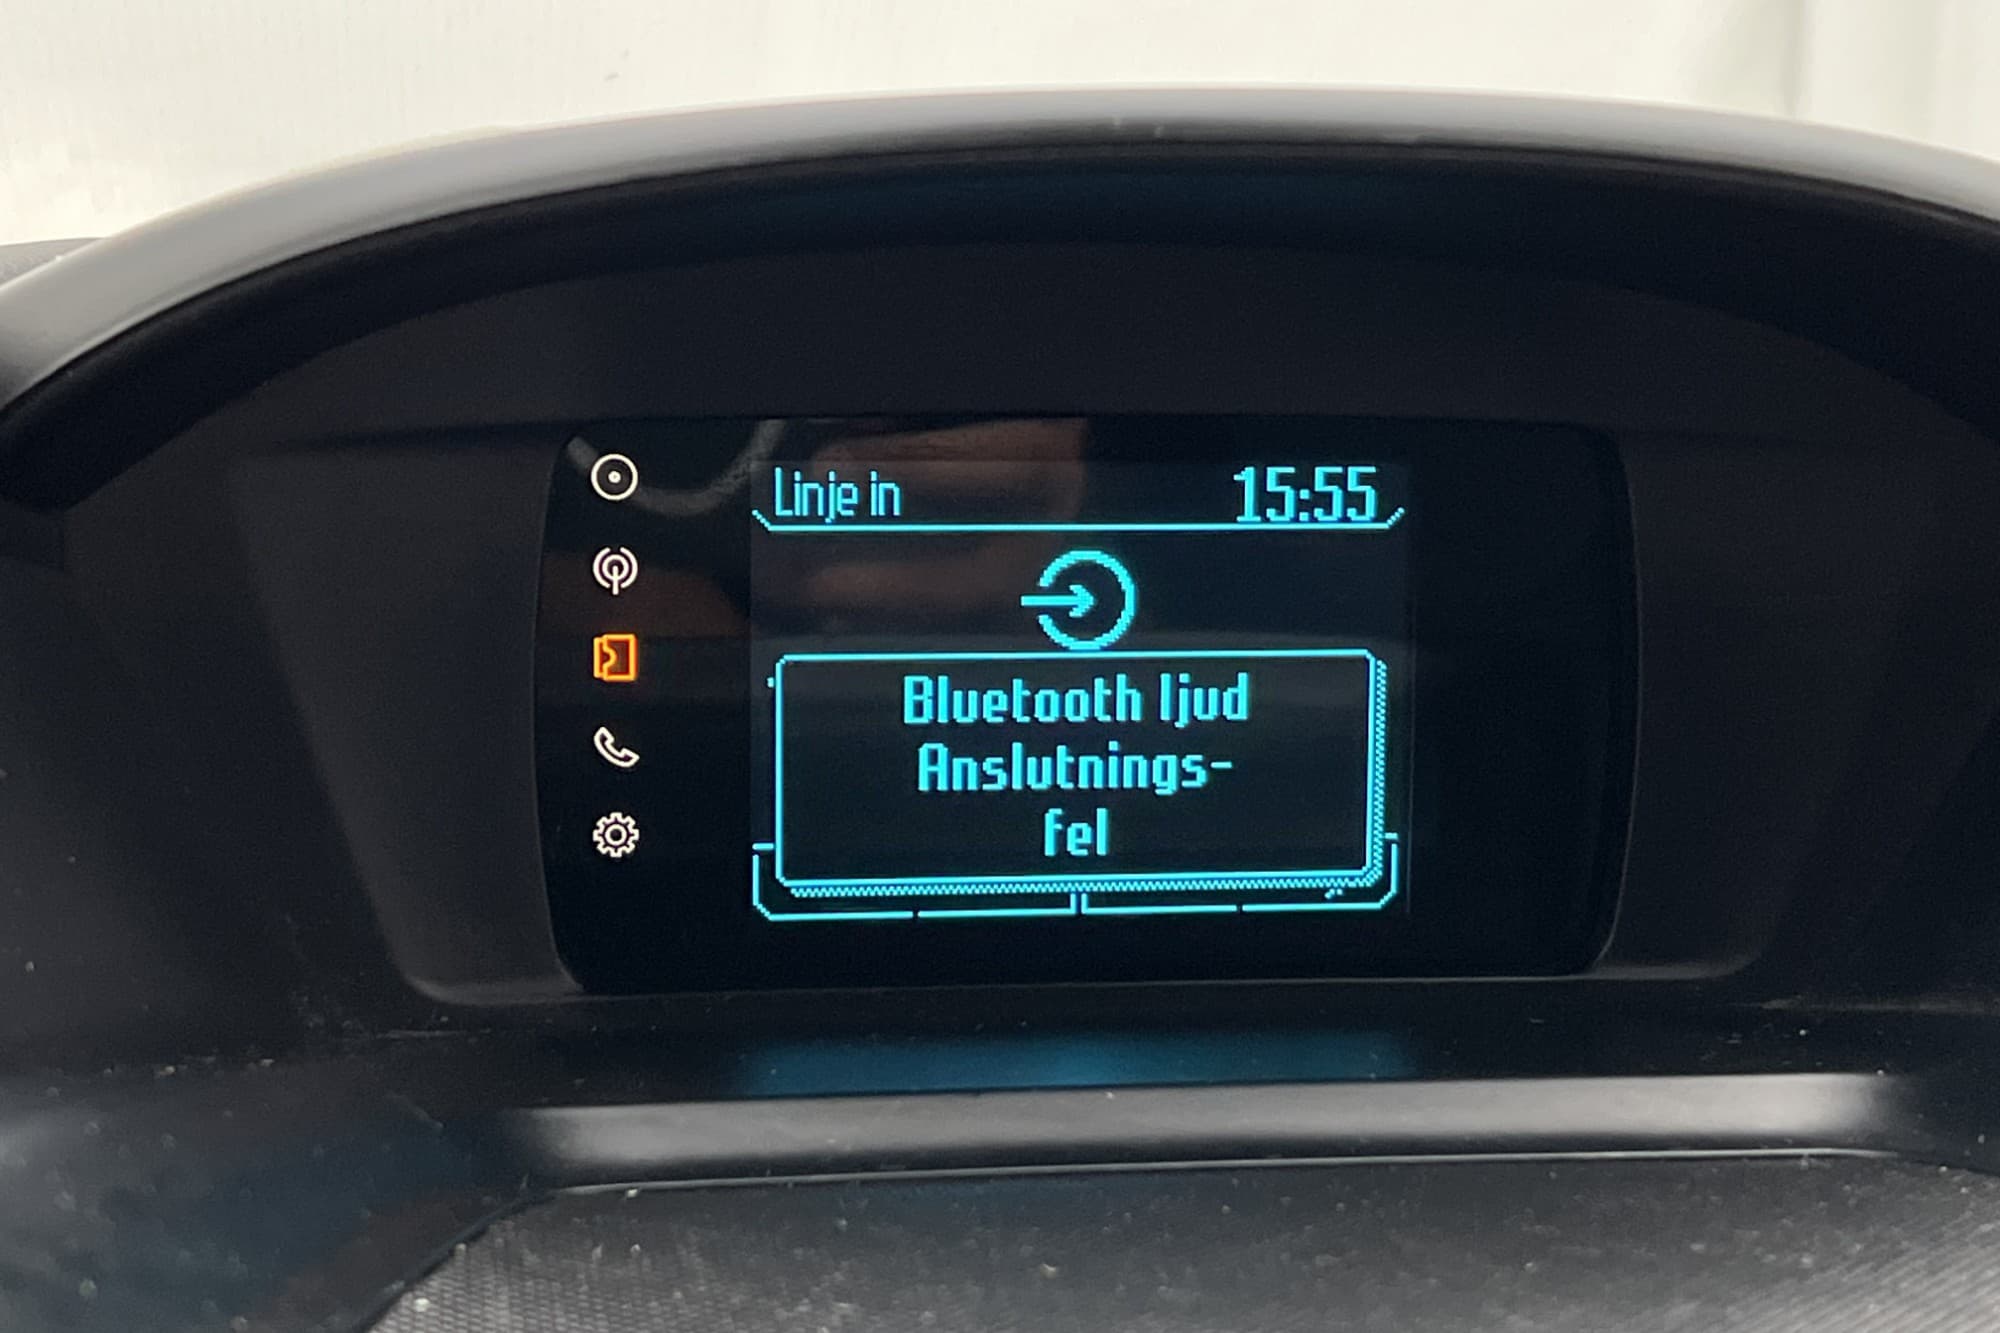 Linje in 15:55
Bluetooth ljud
Anslutnings-
fel